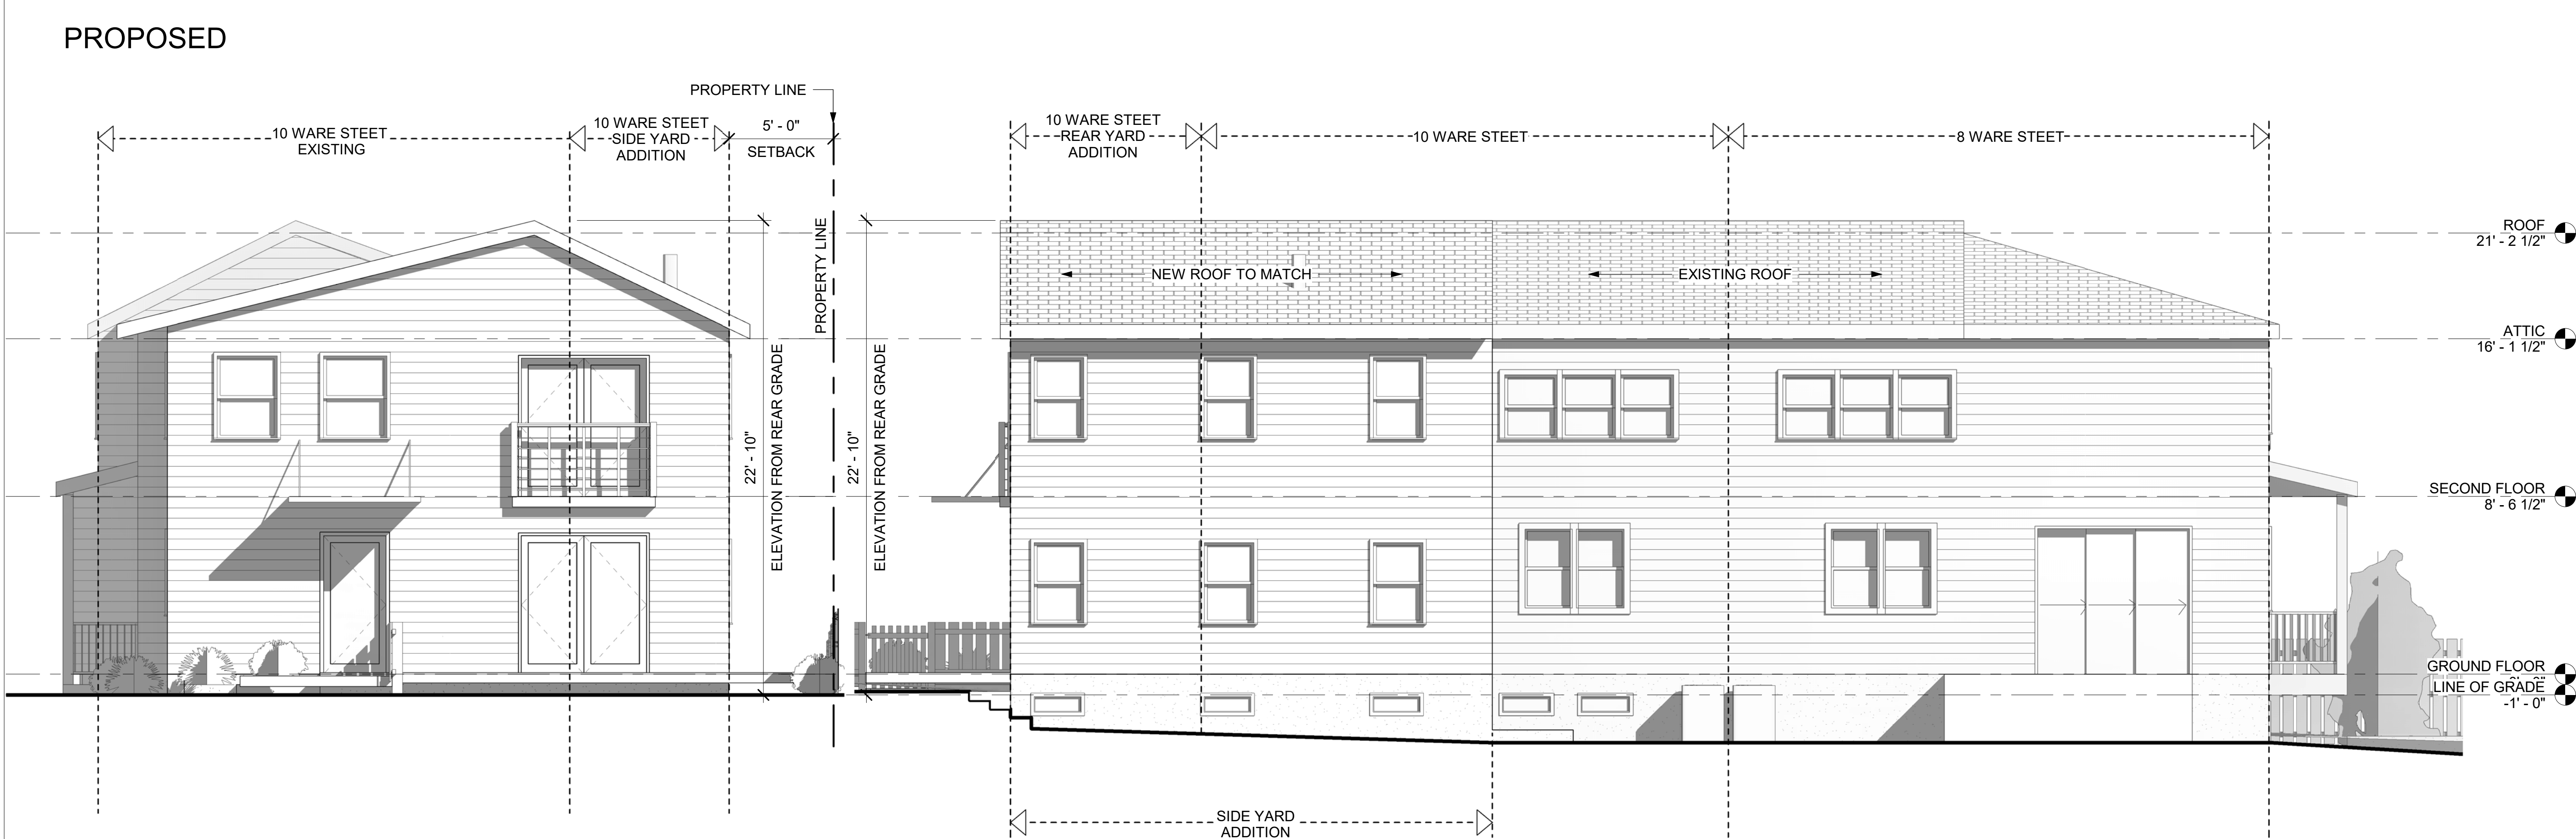 PROPOSED
PROPERTY LINE
10 WARE STEET
EXISTING
10 WARE STEET
SIDE YARD
ADDITION
5' - 0"
SETBACK
PROPERTY LINE
22' - 10"
ELEVATION FROM REAR GRADE
22' - 10"
ELEVATION FROM REAR GRADE
10 WARE STEET
REAR YARD
ADDITION
10 WARE STEET
8 WARE STEET
NEW ROOF TO MATCH
EXISTING ROOF
SIDE YARD
ADDITION
ROOF
21' - 2 1/2"
ATTIC
16' - 1 1/2"
SECOND FLOOR
8' - 6 1/2"
GROUND FLOOR
LINE OF GRADE
-1' - 0"